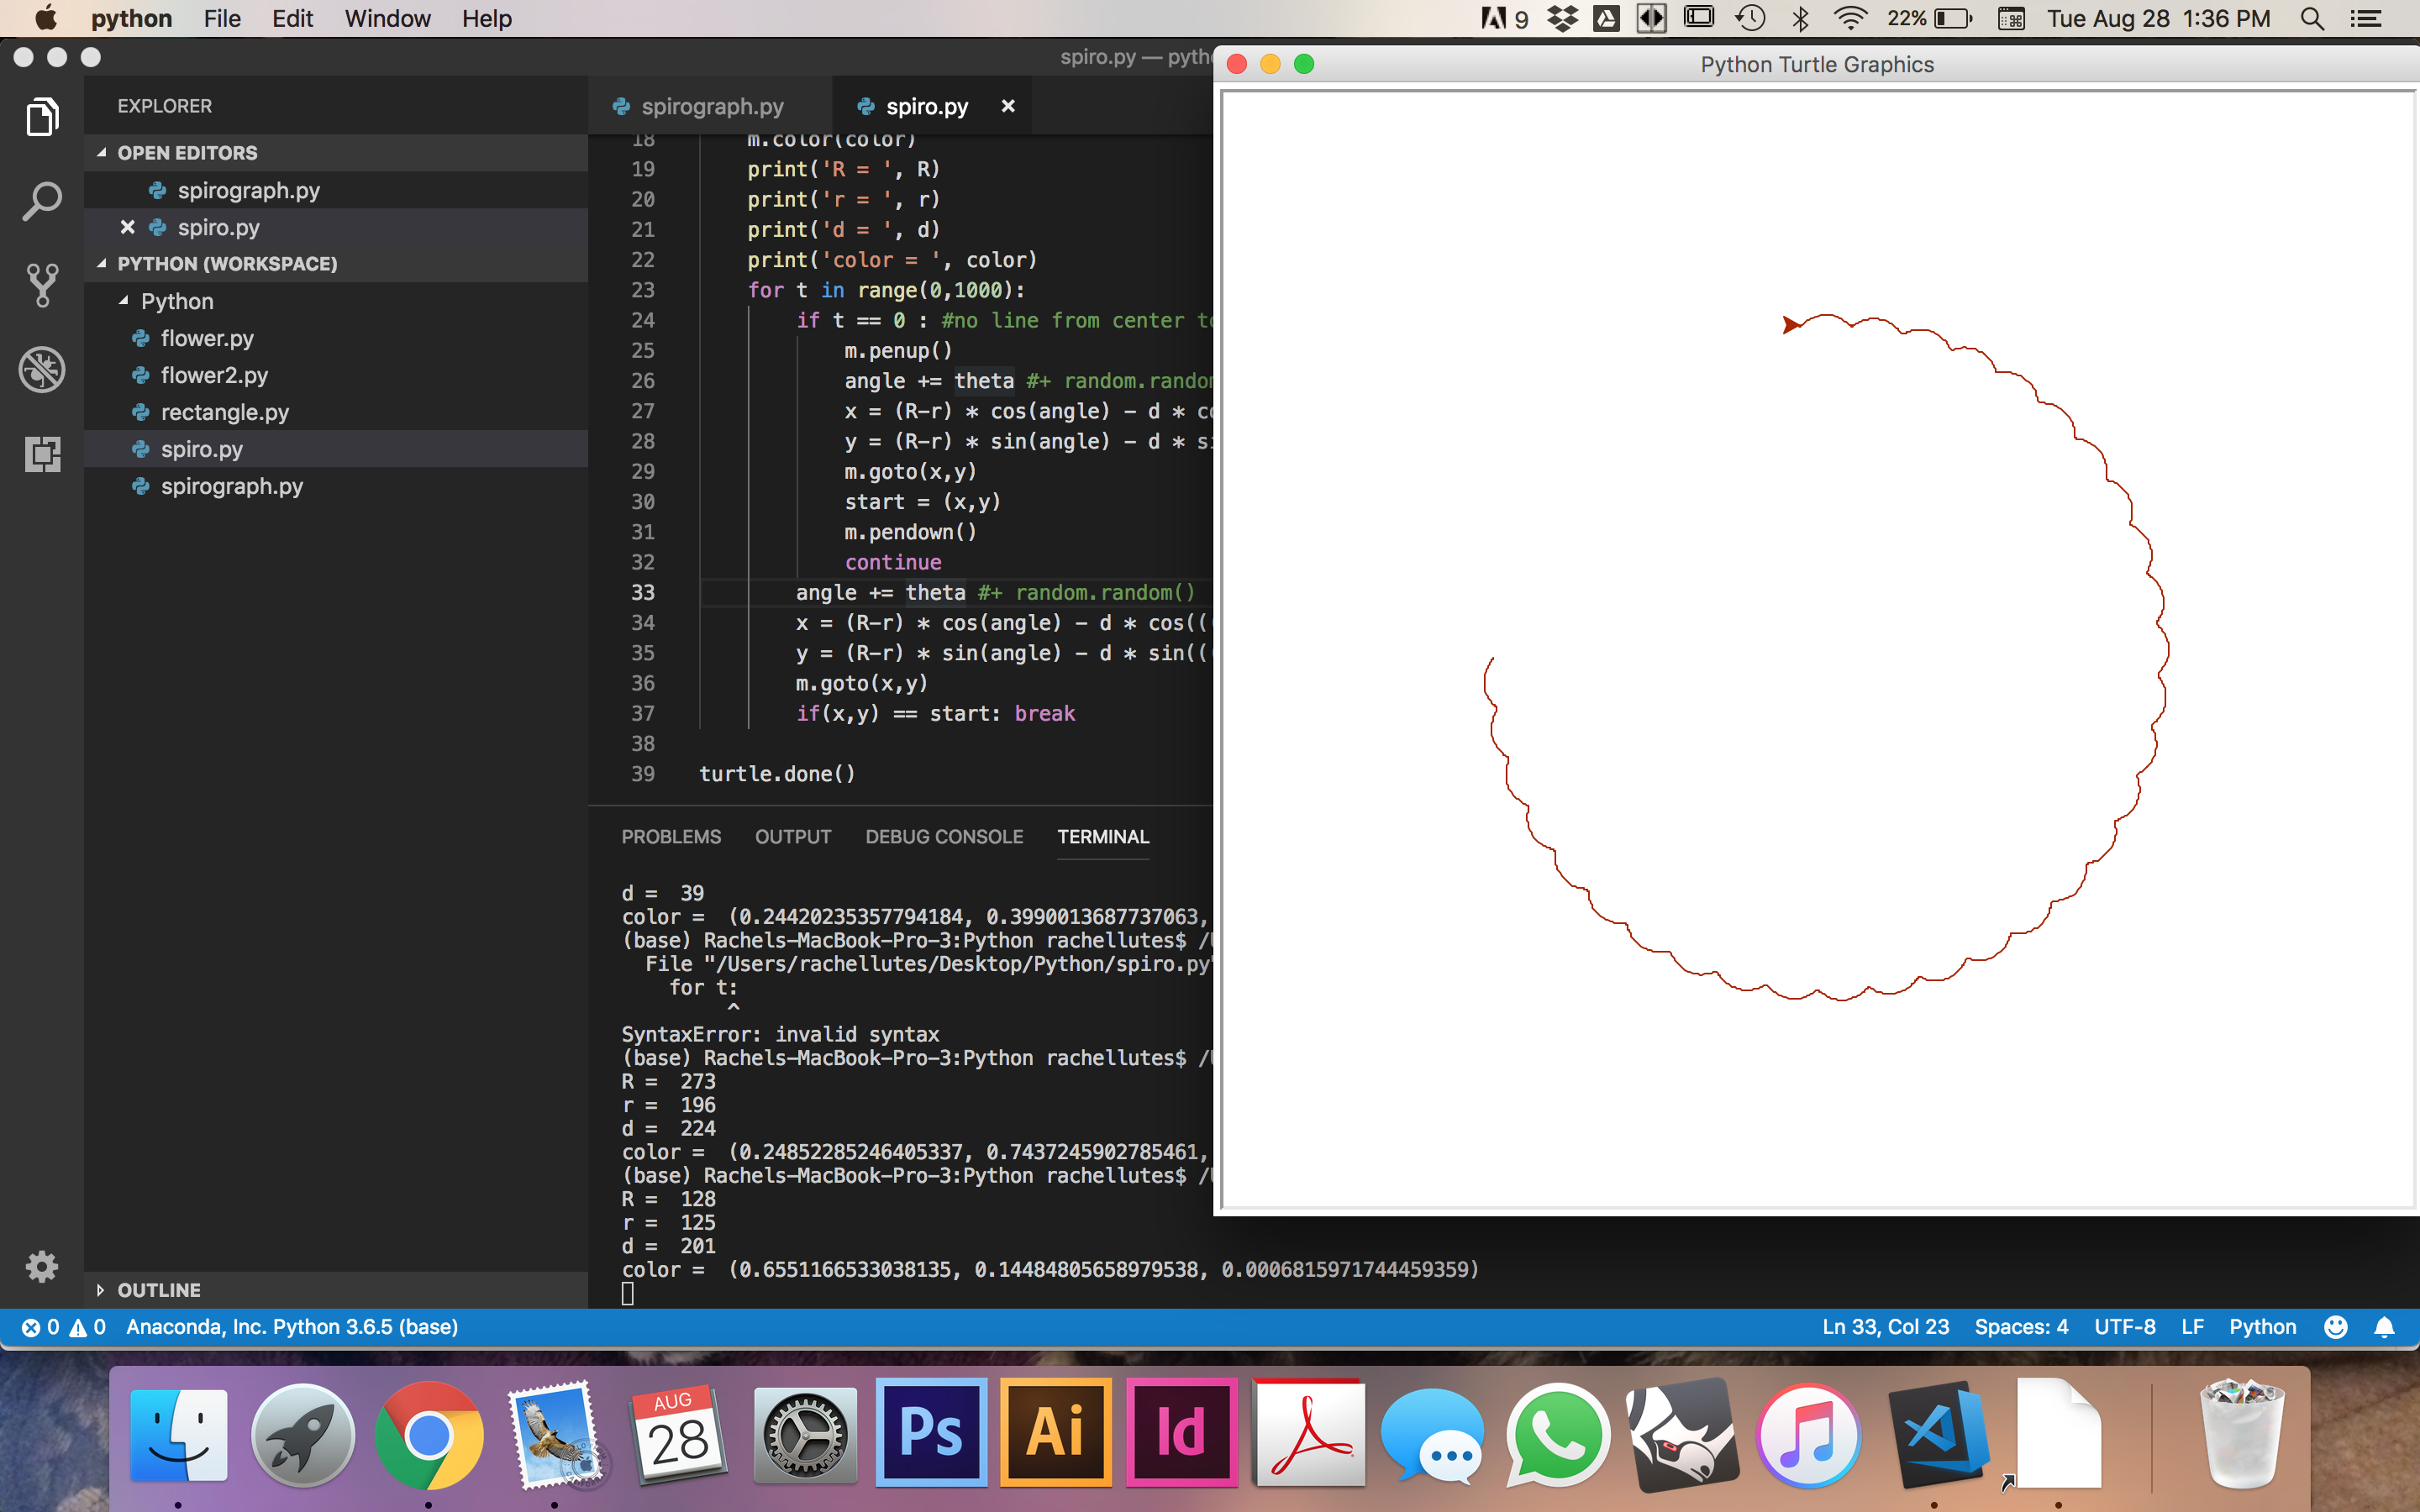 python File Edit Window Help 9 22% Tue Aug 28 1:36 PM
spiro.py — pyth
Python Turtle Graphics
EXPLORER
OPEN EDITORS
spirograph.py
spiro.py
PYTHON (WORKSPACE)
Python
flower.py
flower2.py
rectangle.py
spiro.py
spirograph.py
OUTLINE
spirograph.py spiro.py
18 m.color(color)
19 print('R = ', R)
20 print('r = ', r)
21 print('d = ', d)
22 print('color = ', color)
23 for t in range(0,1000):
24 if t == 0 : #no line from center to
25 m.penup()
26 angle += theta #+ random.random
27 x = (R-r) * cos(angle) - d * co
28 y = (R-r) * sin(angle) - d * si
29 m.goto(x,y)
30 start = (x,y)
31 m.pendown()
32 continue
33 angle += theta #+ random.random()
34 x = (R-r) * cos(angle) - d * cos((
35 y = (R-r) * sin(angle) - d * sin((
36 m.goto(x,y)
37 if(x,y) == start: break
38
39 turtle.done()
PROBLEMS OUTPUT DEBUG CONSOLE TERMINAL
d =  39
color =  (0.24420235357794184, 0.3990013687737063,
(base) Rachels-MacBook-Pro-3:Python rachellutes$ /
File "/Users/rachellutes/Desktop/Python/spiro.py"
for t:
^
SyntaxError: invalid syntax
(base) Rachels-MacBook-Pro-3:Python rachellutes$ /
R =  273
r =  196
d =  224
color =  (0.24852285246405337, 0.7437245902785461,
(base) Rachels-MacBook-Pro-3:Python rachellutes$ /
R =  128
r =  125
d =  201
color =  (0.6551166533038135, 0.14484805658979538, 0.0006815971744459359)
0 0 Anaconda, Inc. Python 3.6.5 (base) Ln 33, Col 23 Spaces: 4 UTF-8 LF Python
AUG
28
Ps Ai Id